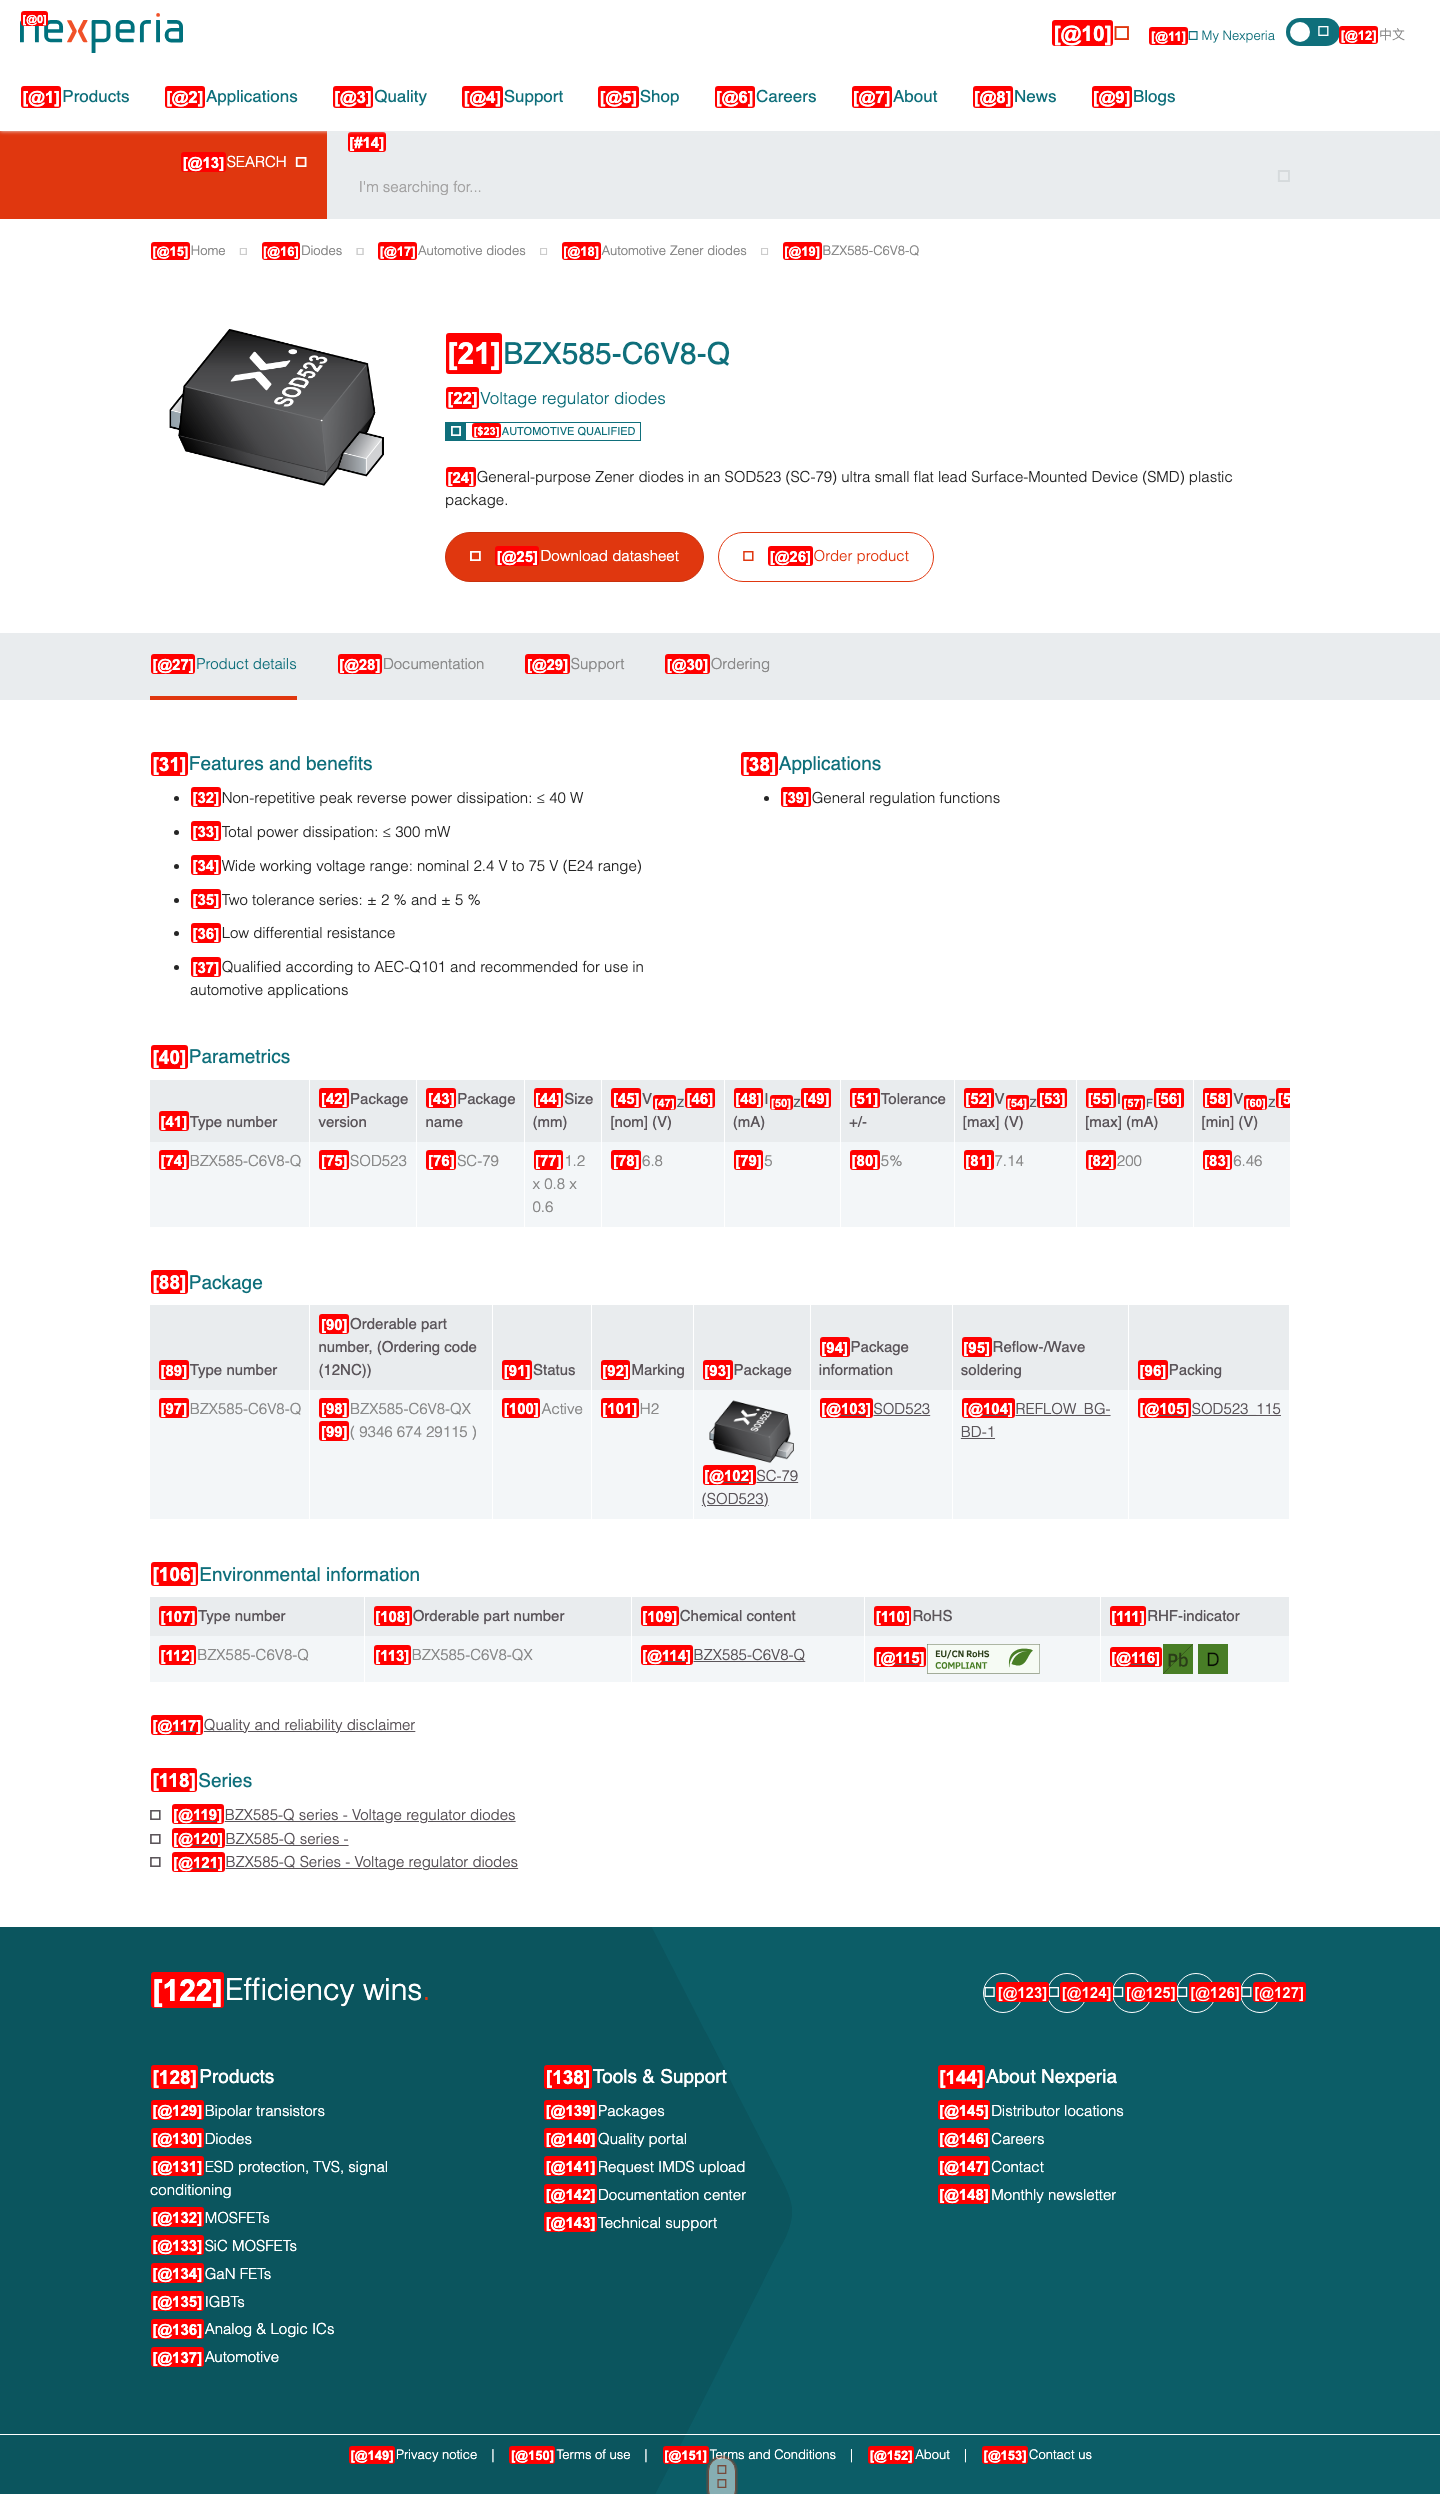 [@0]
nexperia
[@10]
[@11] My Nexperia
[@12]中文
[@1]Products [@2]Applications [@3]Quality [@4]Support [@5]Shop [@6]Careers [@7]About [@8]News [@9]Blogs
[@13]SEARCH
[#14]
I'm searching for...
[@15]Home [@16]Diodes [@17]Automotive diodes [@18]Automotive Zener diodes [@19]BZX585-C6V8-Q
SOD523
[21]BZX585-C6V8-Q
[22]Voltage regulator diodes
[$23]AUTOMOTIVE QUALIFIED
[24]General-purpose Zener diodes in an SOD523 (SC-79) ultra small flat lead Surface-Mounted Device (SMD) plastic
package.
[@25]Download datasheet [@26]Order product
[@27]Product details [@28]Documentation [@29]Support [@30]Ordering
[31]Features and benefits
• [32]Non-repetitive peak reverse power dissipation: ≤ 40 W
• [33]Total power dissipation: ≤ 300 mW
• [34]Wide working voltage range: nominal 2.4 V to 75 V (E24 range)
• [35]Two tolerance series: ± 2 % and ± 5 %
• [36]Low differential resistance
• [37]Qualified according to AEC-Q101 and recommended for use in
automotive applications
[38]Applications
• [39]General regulation functions
[40]Parametrics
[41]Type number
[42]Package
version
[43]Package
name
[44]Size
(mm)
[45]V[47]Z[46]
[nom] (V)
[48]I[50]Z[49]
(mA)
[51]Tolerance
+/-
[52]V[54]Z[53]
[max] (V)
[55]I[57]F[56]
[max] (mA)
[58]V[60]Z[5
[min] (V)
[74]BZX585-C6V8-Q
[75]SOD523
[76]SC-79
[77]1.2
x 0.8 x
0.6
[78]6.8
[79]5
[80]5%
[81]7.14
[82]200
[83]6.46
[88]Package
[89]Type number
[90]Orderable part
number, (Ordering code
(12NC))
[91]Status
[92]Marking
[93]Package
[94]Package
information
[95]Reflow-/Wave
soldering
[96]Packing
[97]BZX585-C6V8-Q
[98]BZX585-C6V8-QX
[99]( 9346 674 29115 )
[100]Active
[101]H2
SOD523
[@102]SC-79
(SOD523)
[@103]SOD523
[@104]REFLOW_BG-
BD-1
[@105]SOD523_115
[106]Environmental information
[107]Type number [108]Orderable part number [109]Chemical content [110]RoHS [111]RHF-indicator
[112]BZX585-C6V8-Q [113]BZX585-C6V8-QX [@114]BZX585-C6V8-Q
[@115]
EU/CN RoHS
COMPLIANT
[@116] Pb D
[@117]Quality and reliability disclaimer
[118]Series
[@119]BZX585-Q series - Voltage regulator diodes
[@120]BZX585-Q series -
[@121]BZX585-Q Series - Voltage regulator diodes
[122]Efficiency wins.
[@123] [@124] [@125] [@126] [@127]
[128]Products
[@129]Bipolar transistors
[@130]Diodes
[@131]ESD protection, TVS, signal
conditioning
[@132]MOSFETs
[@133]SiC MOSFETs
[@134]GaN FETs
[@135]IGBTs
[@136]Analog & Logic ICs
[@137]Automotive
[138]Tools & Support
[@139]Packages
[@140]Quality portal
[@141]Request IMDS upload
[@142]Documentation center
[@143]Technical support
[144]About Nexperia
[@145]Distributor locations
[@146]Careers
[@147]Contact
[@148]Monthly newsletter
[@149]Privacy notice | [@150]Terms of use | [@151]Terms and Conditions | [@152]About | [@153]Contact us